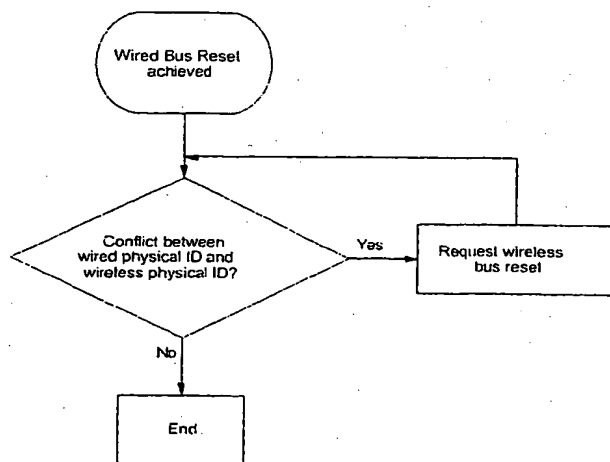 Wired Bus Reset
achieved
Conflict between
wired physical ID and
wireless physical ID?
Yes
Request wireless
bus reset
No
End